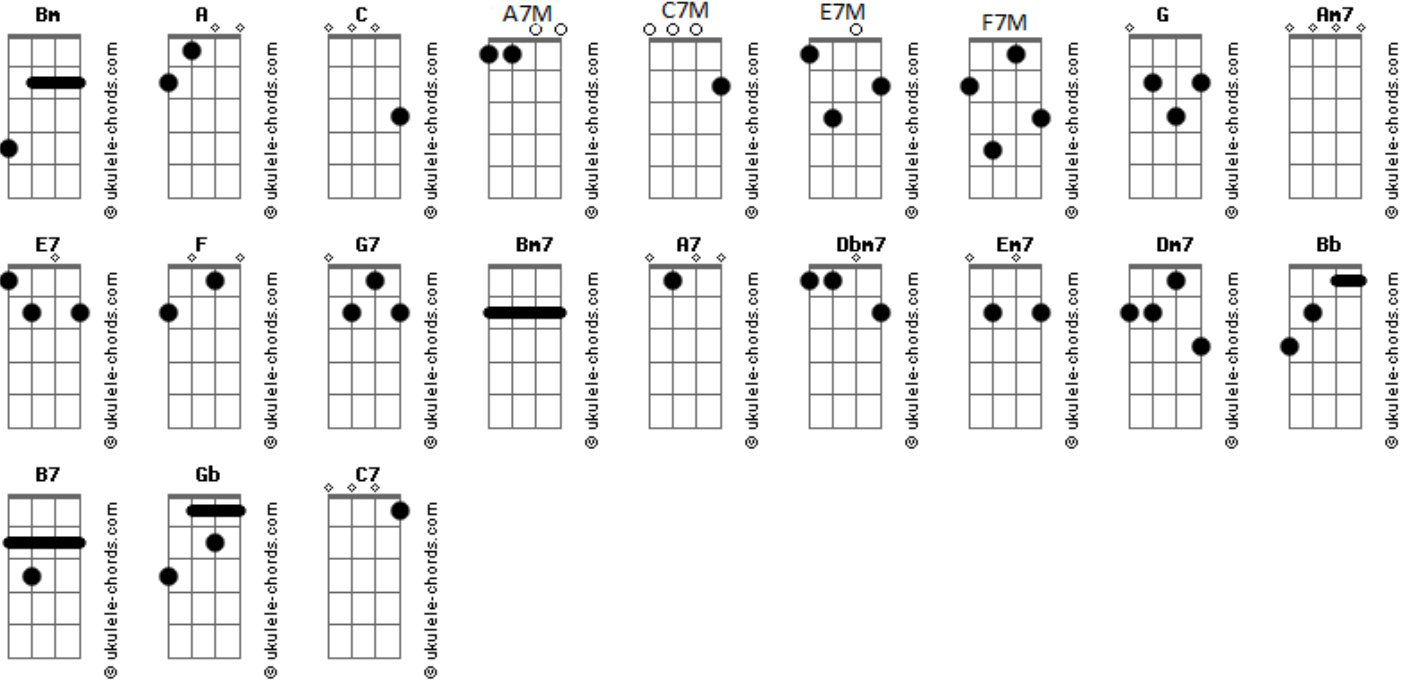 Bm A C A7M C7M E7M F7M G Am7
© ukulele-chords.com © ukulele-chords.com © ukulele-chords.com © ukulele-chords.com © ukulele-chords.com © ukulele-chords.com © ukulele-chords.com © ukulele-chords.com © ukulele-chords.com
E7 F G7 Bm7 A7 Dbm7 Em7 Dm7 Bb
© ukulele-chords.com © ukulele-chords.com © ukulele-chords.com © ukulele-chords.com © ukulele-chords.com © ukulele-chords.com © ukulele-chords.com © ukulele-chords.com © ukulele-chords.com
B7 Gb C7
© ukulele-chords.com © ukulele-chords.com © ukulele-chords.com